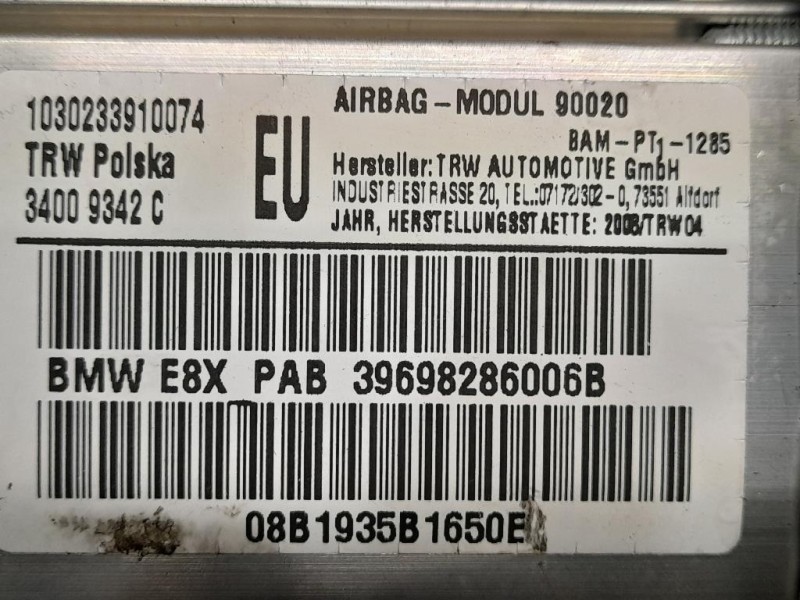 1030233910074
TRW Polska
3400 9342 C
EU
AIRBAG-MODUL 90020
BAM-PT1-1285
Hersteller: TRW AUTOMOTIVE GmbH
INDUSTRIESTRASSE 20, TEL.:07172/302-0, 73551 Alfdorf
JAHR, HERSTELLUNGSSTAETTE: 2008/TRW04
BMW E8X PAB 39698286006B
08B1935B1650E